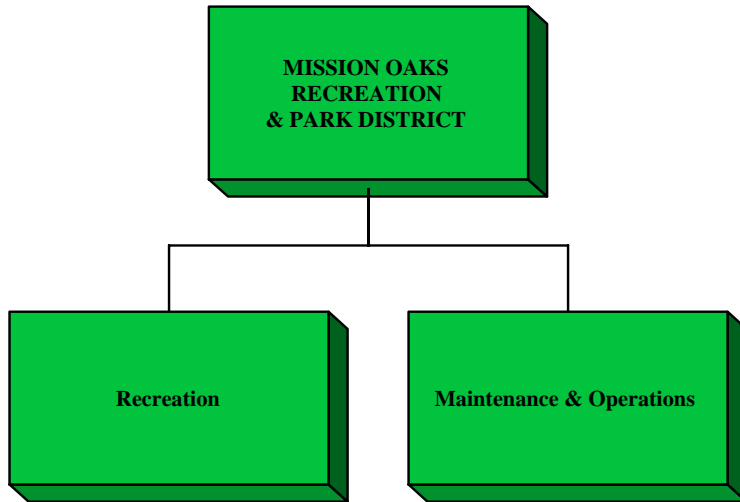 MISSION OAKS
RECREATION
& PARK DISTRICT
Recreation
Maintenance & Operations